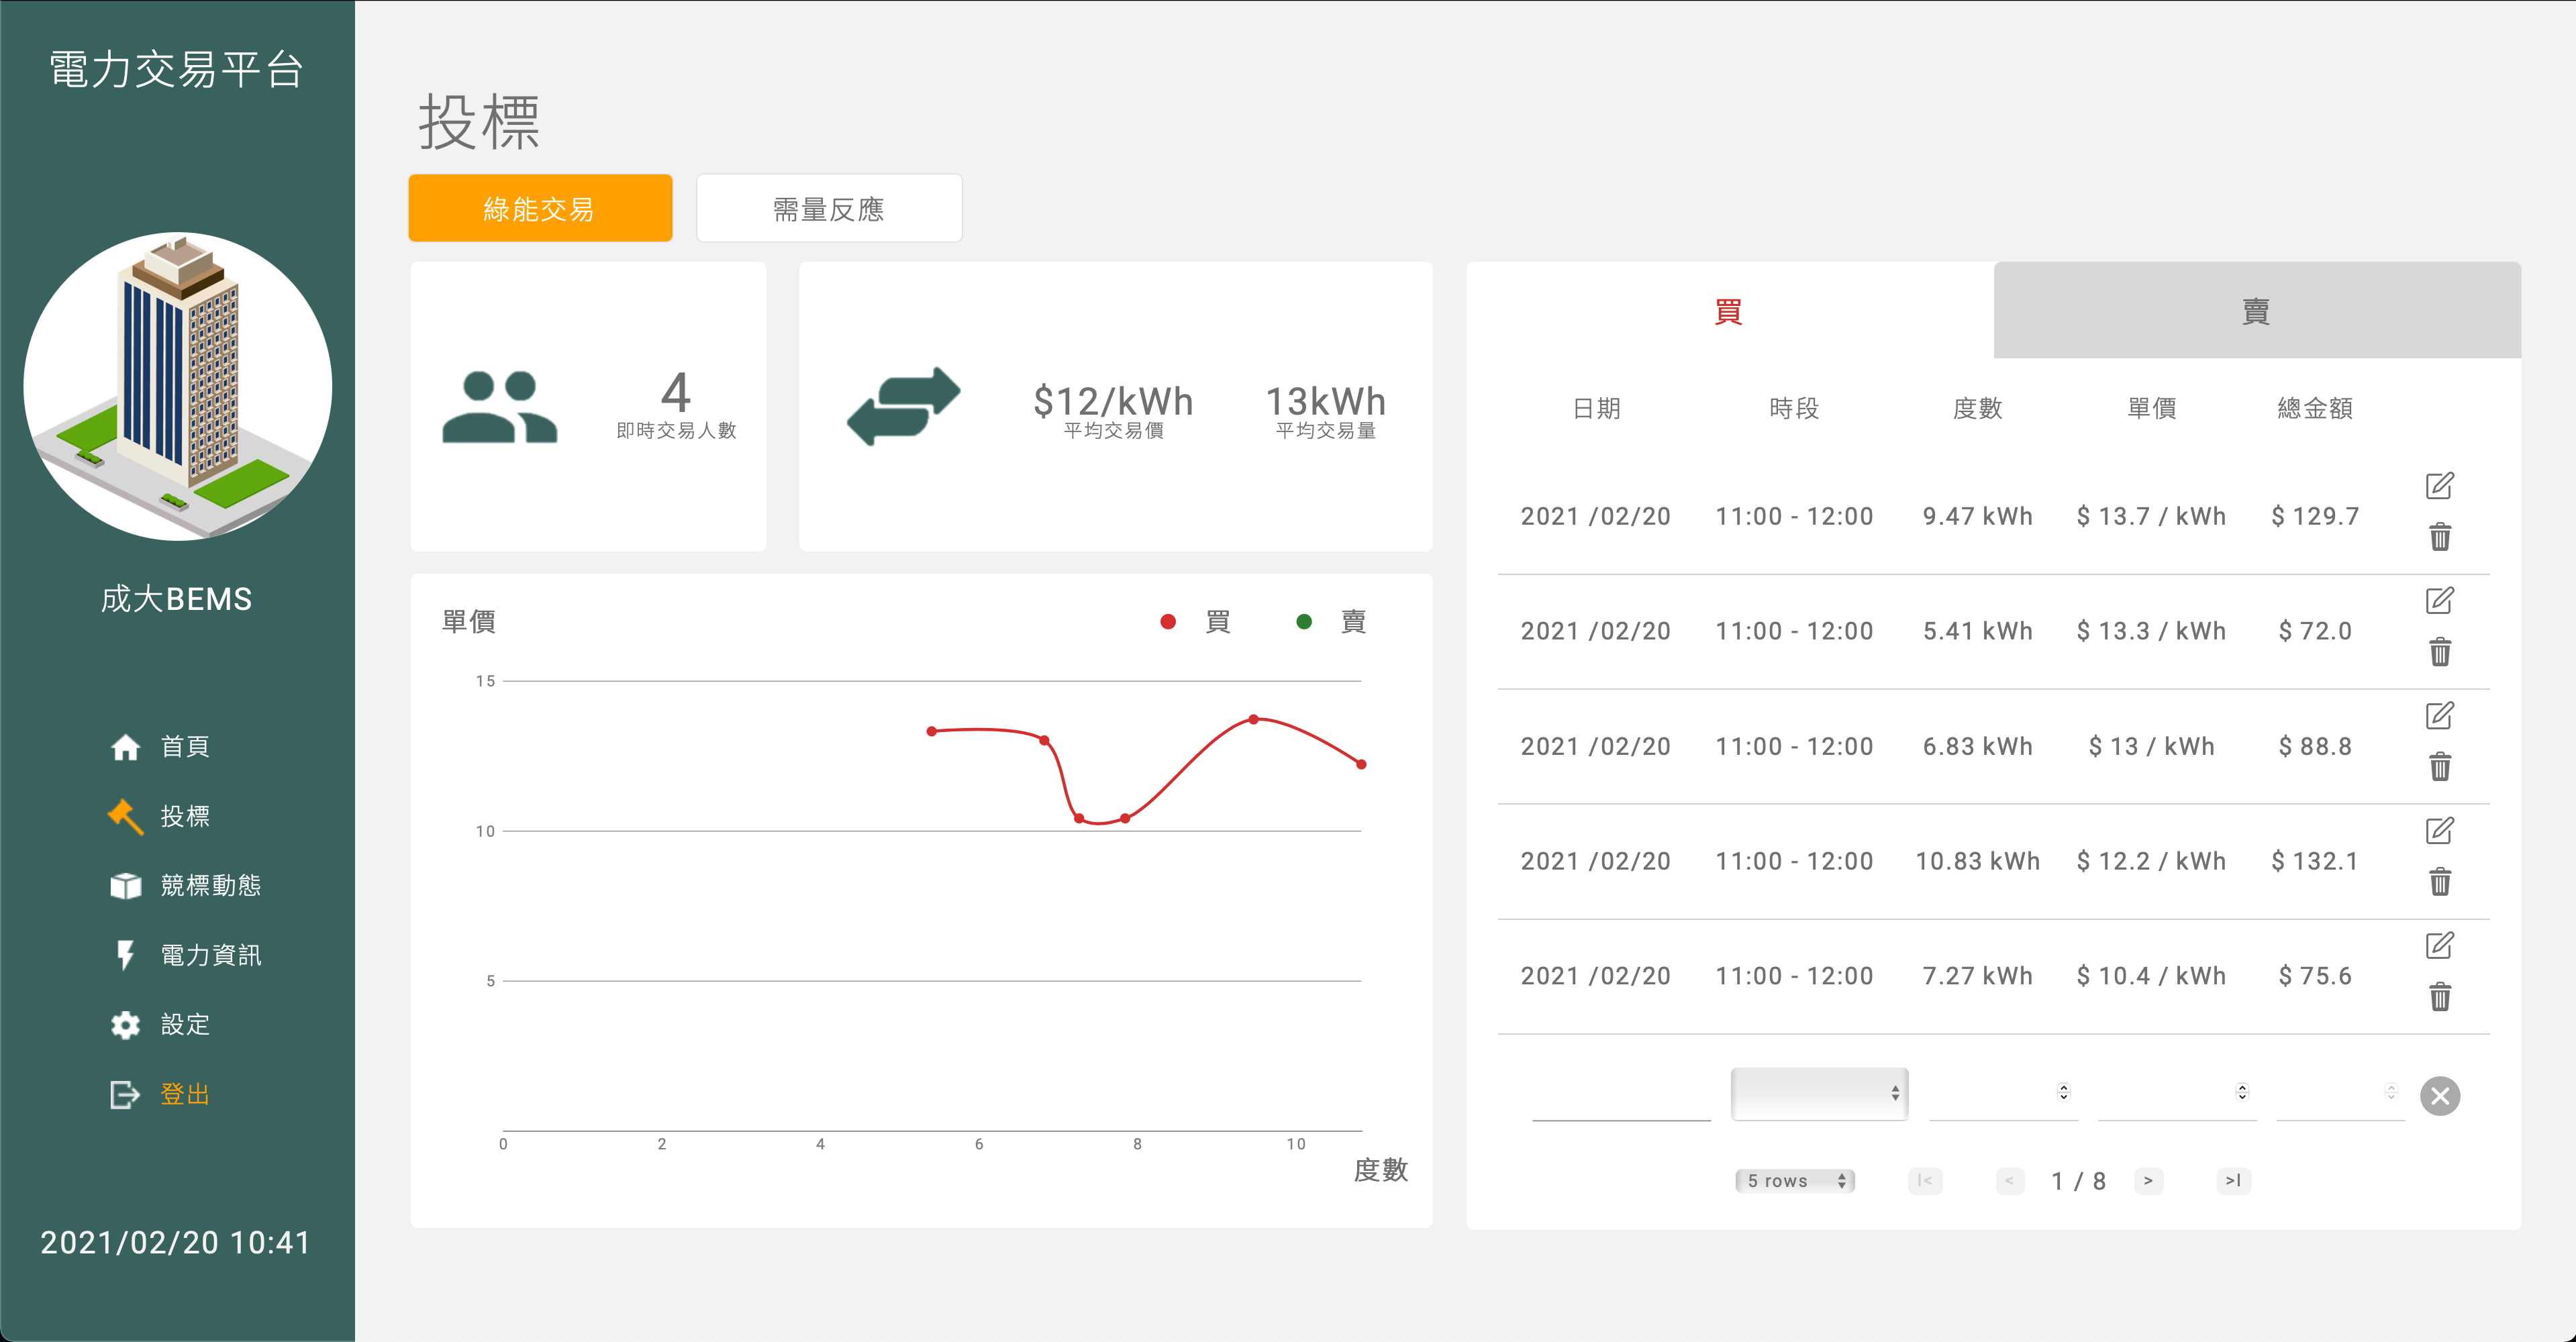 電力交易平台
成大BEMS
首頁
投標
競標動態
電力資訊
設定
登出
2021/02/20 10:41
投標
綠能交易
需量反應
4
即時交易人數
$12/kWh
平均交易價
13kWh
平均交易量
單價
買
賣
15
10
5
0 2 4 6 8 10
度數
買
賣
日期 時段 度數 單價 總金額
2021 /02/20 11:00 - 12:00 9.47 kWh $ 13.7 / kWh $ 129.7
2021 /02/20 11:00 - 12:00 5.41 kWh $ 13.3 / kWh $ 72.0
2021 /02/20 11:00 - 12:00 6.83 kWh $ 13 / kWh $ 88.8
2021 /02/20 11:00 - 12:00 10.83 kWh $ 12.2 / kWh $ 132.1
2021 /02/20 11:00 - 12:00 7.27 kWh $ 10.4 / kWh $ 75.6
5 rows |< < 1 / 8 > >|